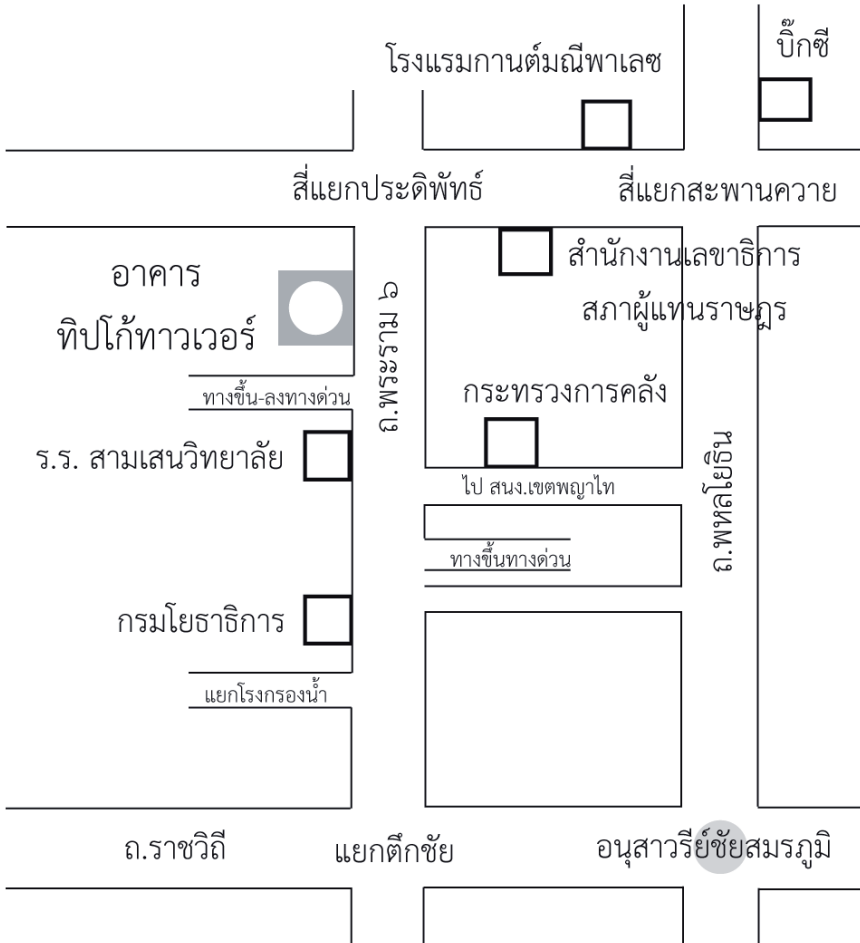 บิ๊กซี
โรงแรมกานต์มณีพาเลซ
สี่แยกประดิพัทธ์
สี่แยกสะพานควาย
อาคาร
ทิปโก้ทาวเวอร์
สำนักงานเลขาธิการ
สภาผู้แทนราษฎร
ถ.พระราม ๖
ทางขึ้น-ลงทางด่วน
กระทรวงการคลัง
ร.ร. สามเสนวิทยาลัย
ไป สนง.เขตพญาไท
ถ.พหลโยธิน
ทางขึ้นทางด่วน
กรมโยธาธิการ
แยกโรงกรองน้ำ
ถ.ราชวิถี
แยกตึกชัย
อนุสาวรีย์ชัยสมรภูมิ